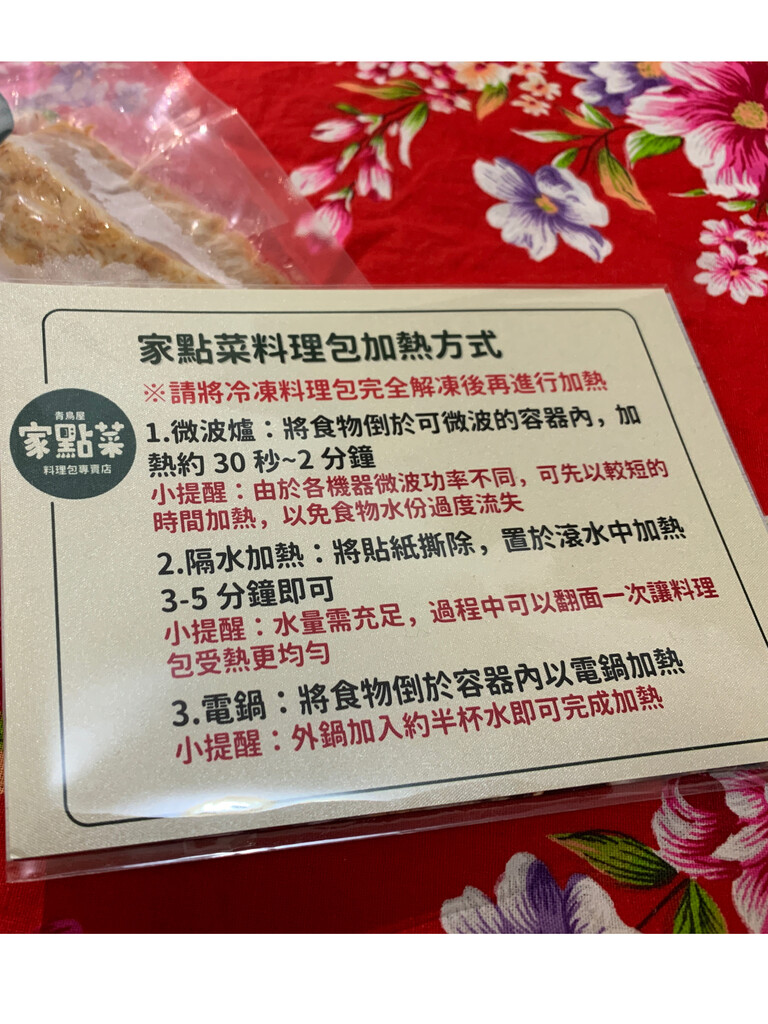 家點菜料理包加熱方式
※請將冷凍料理包完全解凍後再進行加熱
青鳥屋
家點菜
料理包專賣店
1.微波爐：將食物倒於可微波的容器內，加
熱約 30 秒~2 分鐘
小提醒：由於各機器微波功率不同，可先以較短的
時間加熱，以免食物水份過度流失
2.隔水加熱：將貼紙撕除，置於滾水中加熱
3-5 分鐘即可
小提醒：水量需充足，過程中可以翻面一次讓料理
包受熱更均勻
3.電鍋：將食物倒於容器內以電鍋加熱
小提醒：外鍋加入約半杯水即可完成加熱